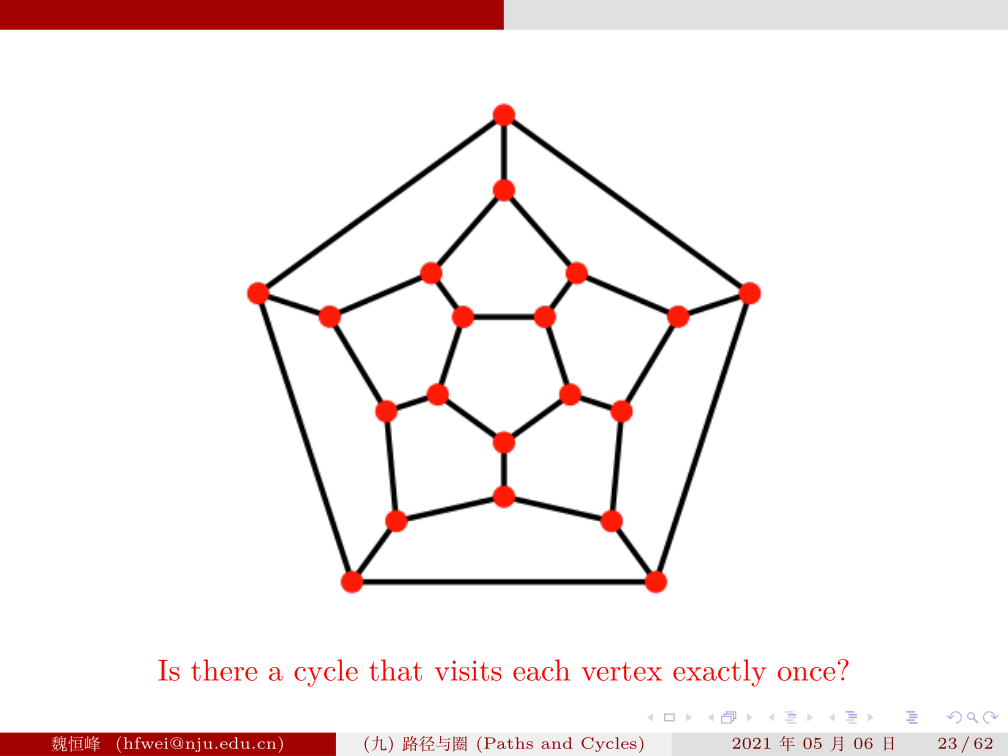 Is there a cycle that visits each vertex exactly once?
魏恒峰 (hfwei@nju.edu.cn) (九) 路径与圈 (Paths and Cycles) 2021 年 05 月 06 日 23 / 62